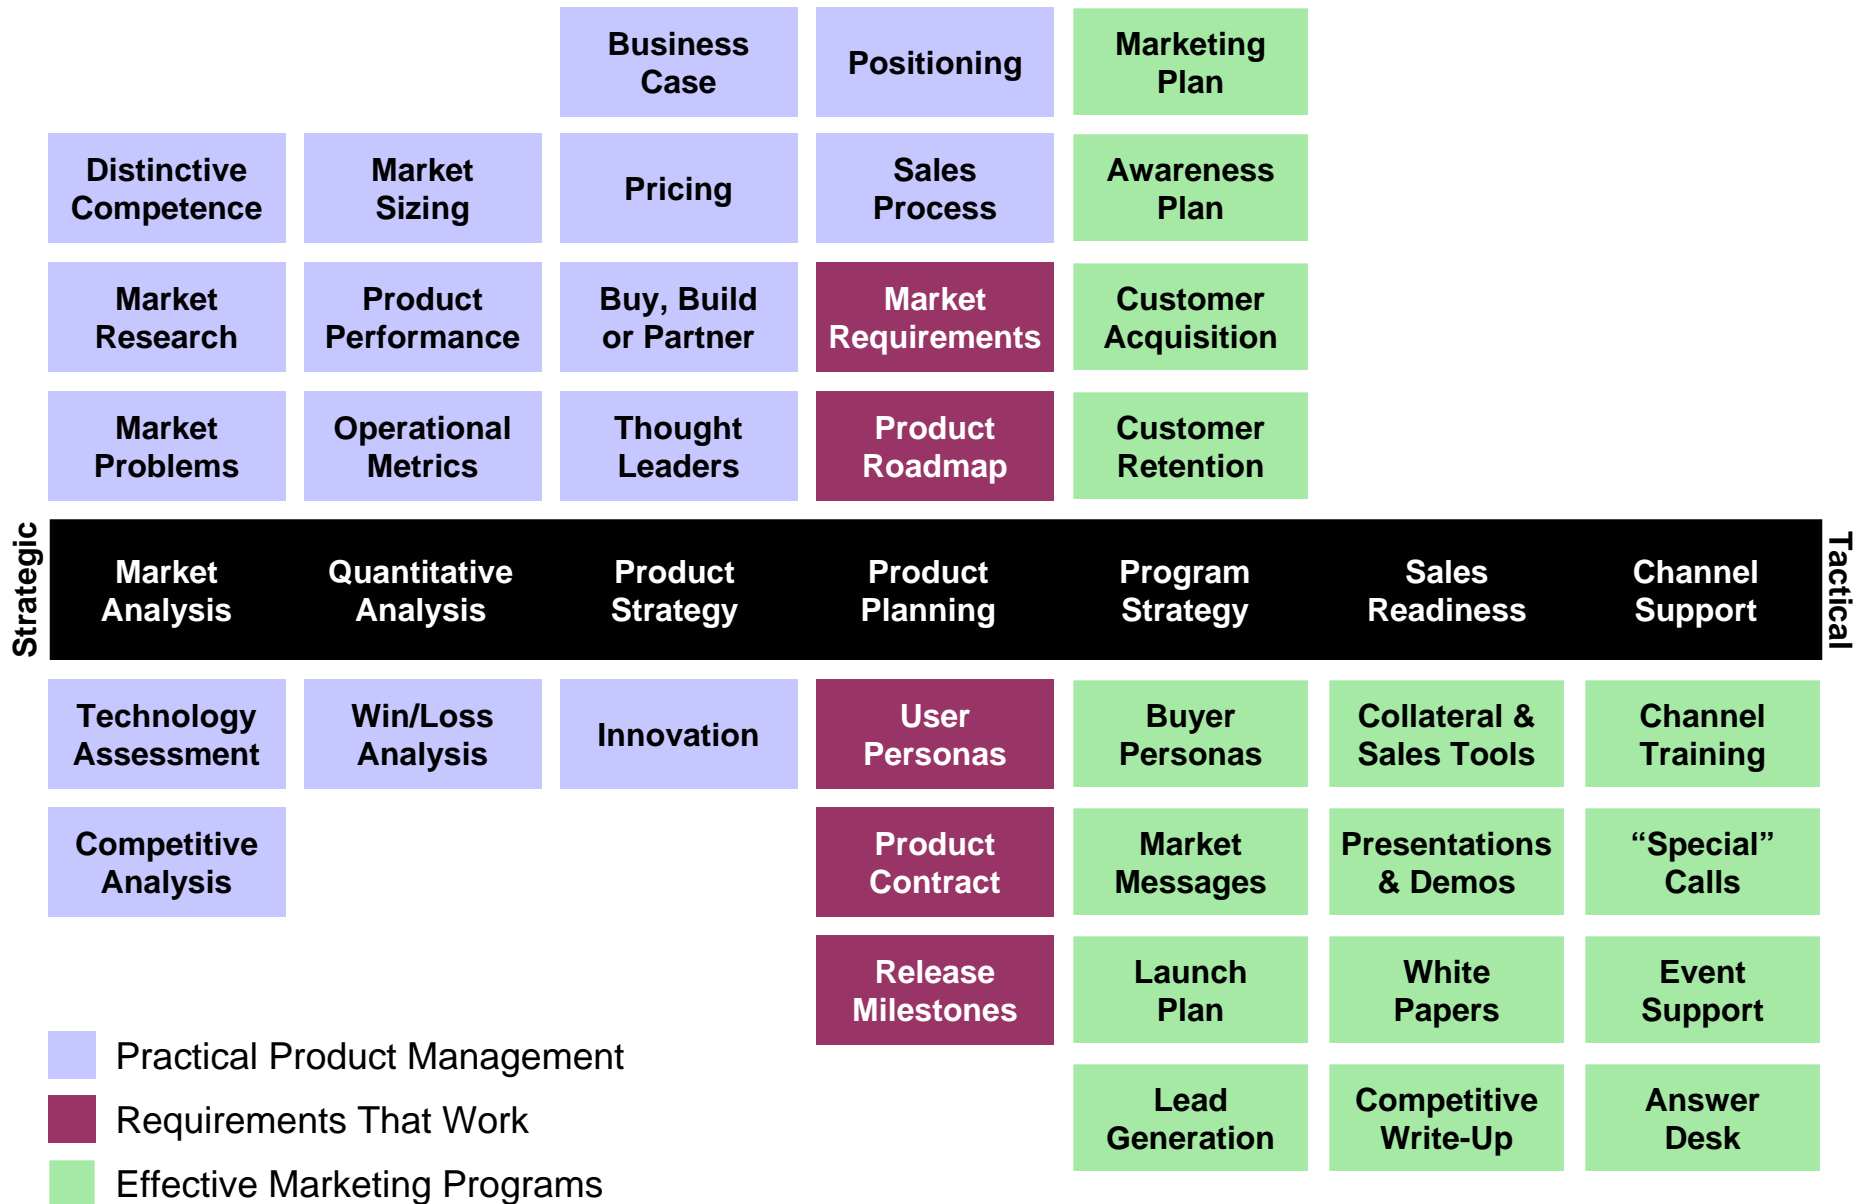 Business
Case
Positioning
Marketing
Plan
Distinctive
Competence
Market
Sizing
Pricing
Sales
Process
Awareness
Plan
Market
Research
Product
Performance
Buy, Build
or Partner
Market
Requirements
Customer
Acquisition
Market
Problems
Operational
Metrics
Thought
Leaders
Product
Roadmap
Customer
Retention
Strategic
Market
Analysis
Quantitative
Analysis
Product
Strategy
Product
Planning
Program
Strategy
Sales
Readiness
Channel
Support
Tactical
Technology
Assessment
Win/Loss
Analysis
Innovation
User
Personas
Buyer
Personas
Collateral &
Sales Tools
Channel
Training
Competitive
Analysis
Product
Contract
Market
Messages
Presentations
& Demos
“Special”
Calls
Release
Milestones
Launch
Plan
White
Papers
Event
Support
Lead
Generation
Competitive
Write-Up
Answer
Desk
Practical Product Management
Requirements That Work
Effective Marketing Programs